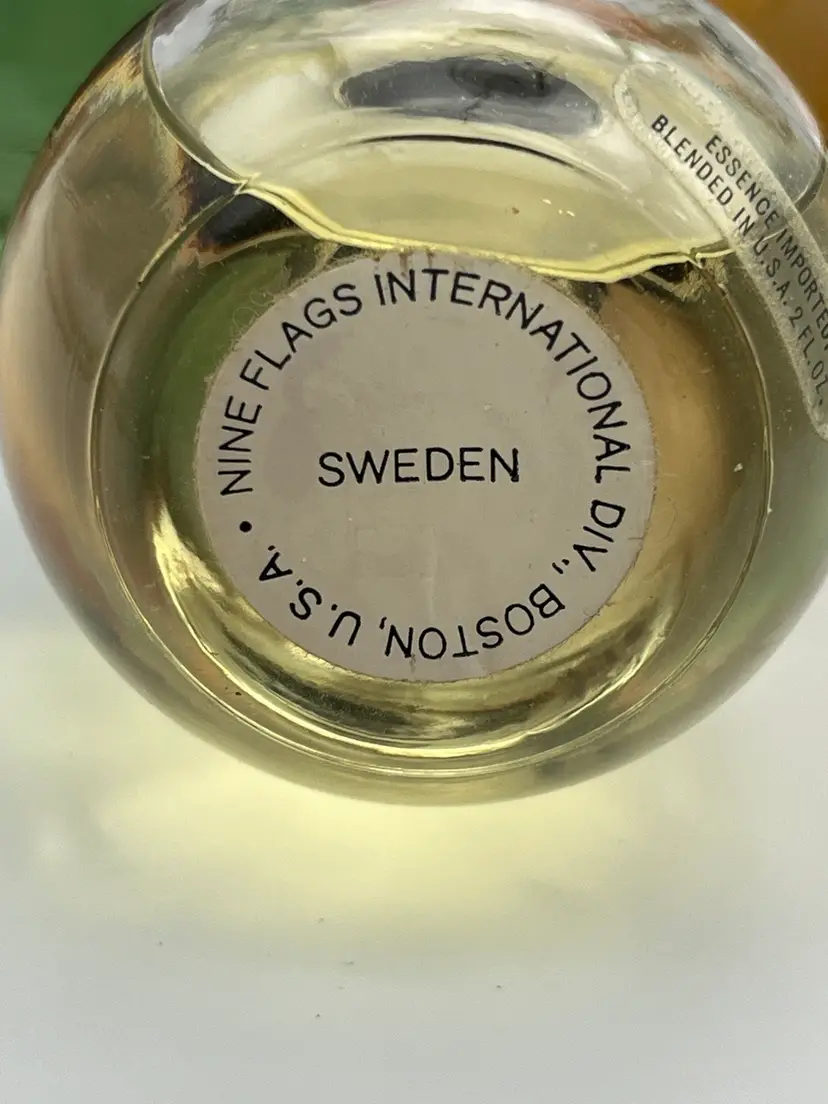 NINE FLAGS INTERNATIONAL DIV., BOSTON, U.S.A. •
SWEDEN
ESSENCE IMPORTED,
BLENDED IN U.S.A. 2 FL. OZ.